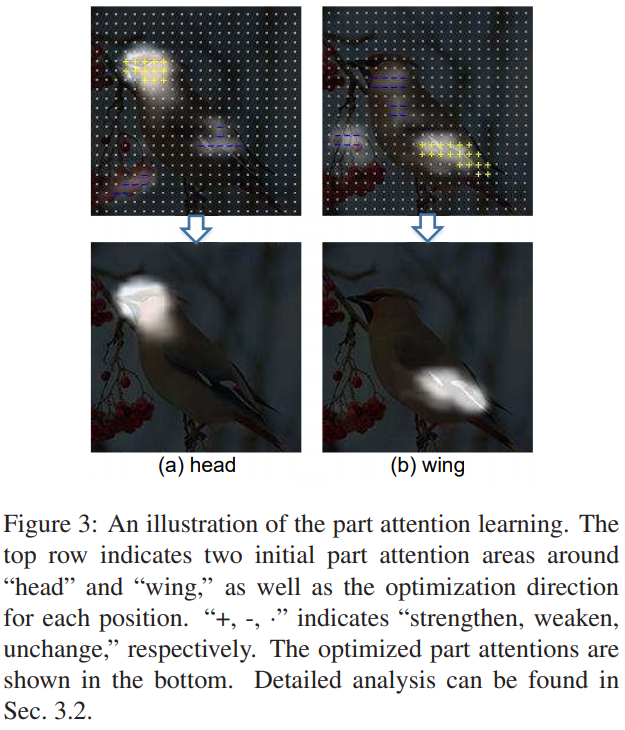 (a) head
(b) wing
Figure 3: An illustration of the part attention learning. The
top row indicates two initial part attention areas around
“head” and “wing,” as well as the optimization direction
for each position. “+, -, ·” indicates “strengthen, weaken,
unchange,” respectively. The optimized part attentions are
shown in the bottom. Detailed analysis can be found in
Sec. 3.2.